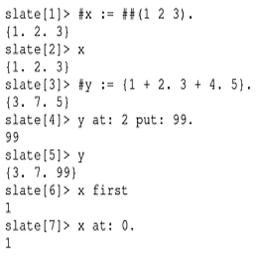 slate[1]> #x := ##(1 2 3).
{1. 2. 3}
slate[2]> x
{1. 2. 3}
slate[3]> #y := {1 + 2. 3 + 4. 5}.
{3. 7. 5}
slate[4]> y at: 2 put: 99.
99
slate[5]> y
{3. 7. 99}
slate[6]> x first
1
slate[7]> x at: 0.
1